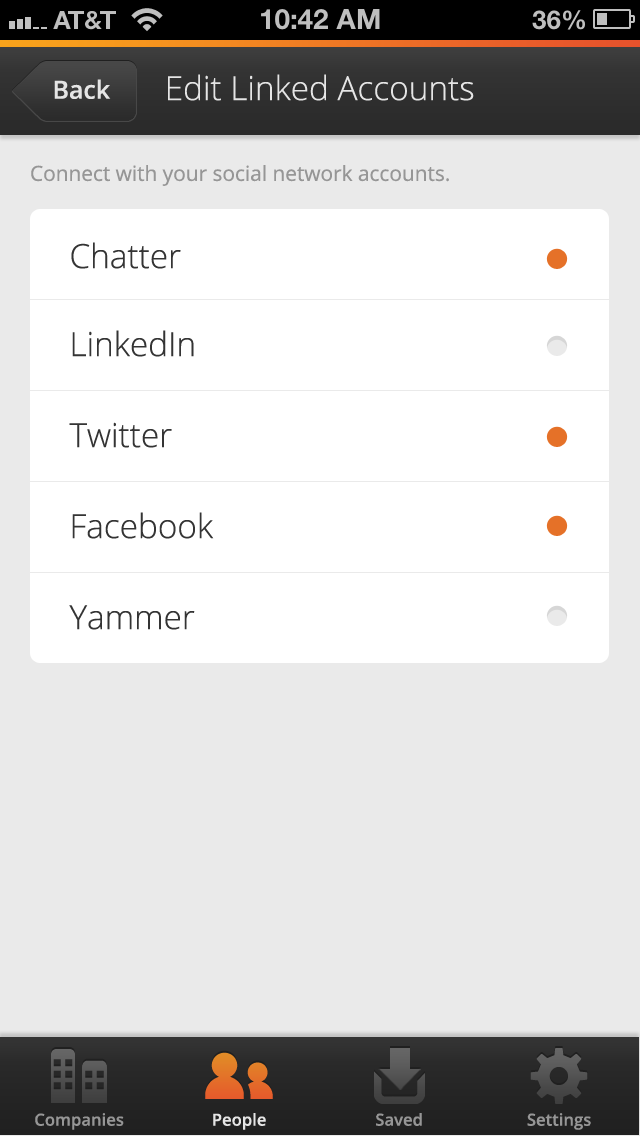 AT&T 10:42 AM 36%
Back Edit Linked Accounts
Connect with your social network accounts.
Chatter
LinkedIn
Twitter
Facebook
Yammer
Companies People Saved Settings